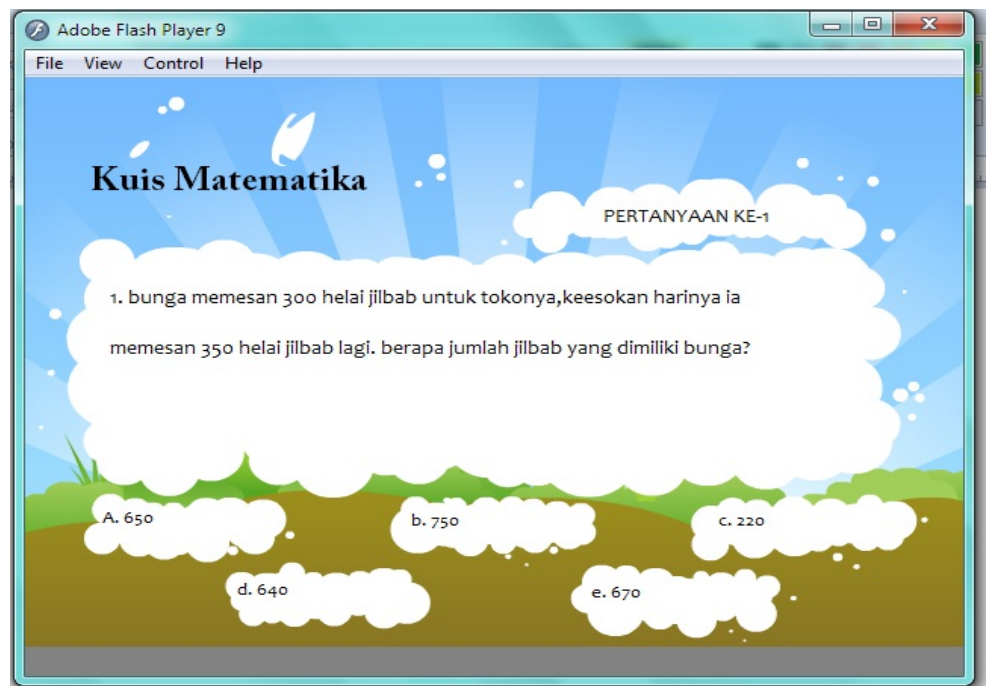 Adobe Flash Player 9
File View Control Help
Kuis Matematika
PERTANYAAN KE-1
1. bunga memesan 300 helai jilbab untuk tokonya,keesokan harinya ia
memesan 350 helai jilbab lagi. berapa jumlah jilbab yang dimiliki bunga?
A. 650
b. 750
c. 220
d. 640
e. 670